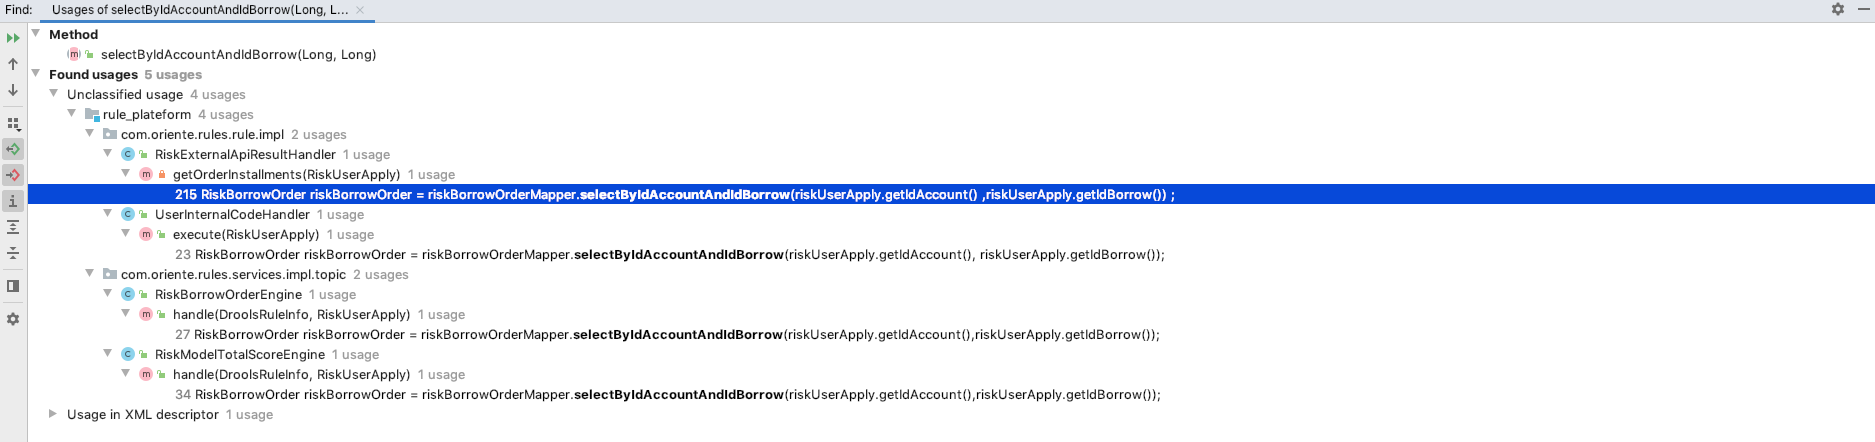 Find: Usages of selectByIdAccountAndIdBorrow(Long, L... ×
Method
selectByIdAccountAndIdBorrow(Long, Long)
Found usages 5 usages
Unclassified usage 4 usages
rule_plateform 4 usages
com.oriente.rules.rule.impl 2 usages
RiskExternalApiResultHandler 1 usage
getOrderInstallments(RiskUserApply) 1 usage
215 RiskBorrowOrder riskBorrowOrder = riskBorrowOrderMapper.selectByIdAccountAndIdBorrow(riskUserApply.getIdAccount() ,riskUserApply.getIdBorrow()) ;
UserInternalCodeHandler 1 usage
execute(RiskUserApply) 1 usage
23 RiskBorrowOrder riskBorrowOrder = riskBorrowOrderMapper.selectByIdAccountAndIdBorrow(riskUserApply.getIdAccount(), riskUserApply.getIdBorrow());
com.oriente.rules.services.impl.topic 2 usages
RiskBorrowOrderEngine 1 usage
handle(DroolsRuleInfo, RiskUserApply) 1 usage
27 RiskBorrowOrder riskBorrowOrder = riskBorrowOrderMapper.selectByIdAccountAndIdBorrow(riskUserApply.getIdAccount(),riskUserApply.getIdBorrow());
RiskModelTotalScoreEngine 1 usage
handle(DroolsRuleInfo, RiskUserApply) 1 usage
34 RiskBorrowOrder riskBorrowOrder = riskBorrowOrderMapper.selectByIdAccountAndIdBorrow(riskUserApply.getIdAccount(),riskUserApply.getIdBorrow());
Usage in XML descriptor 1 usage